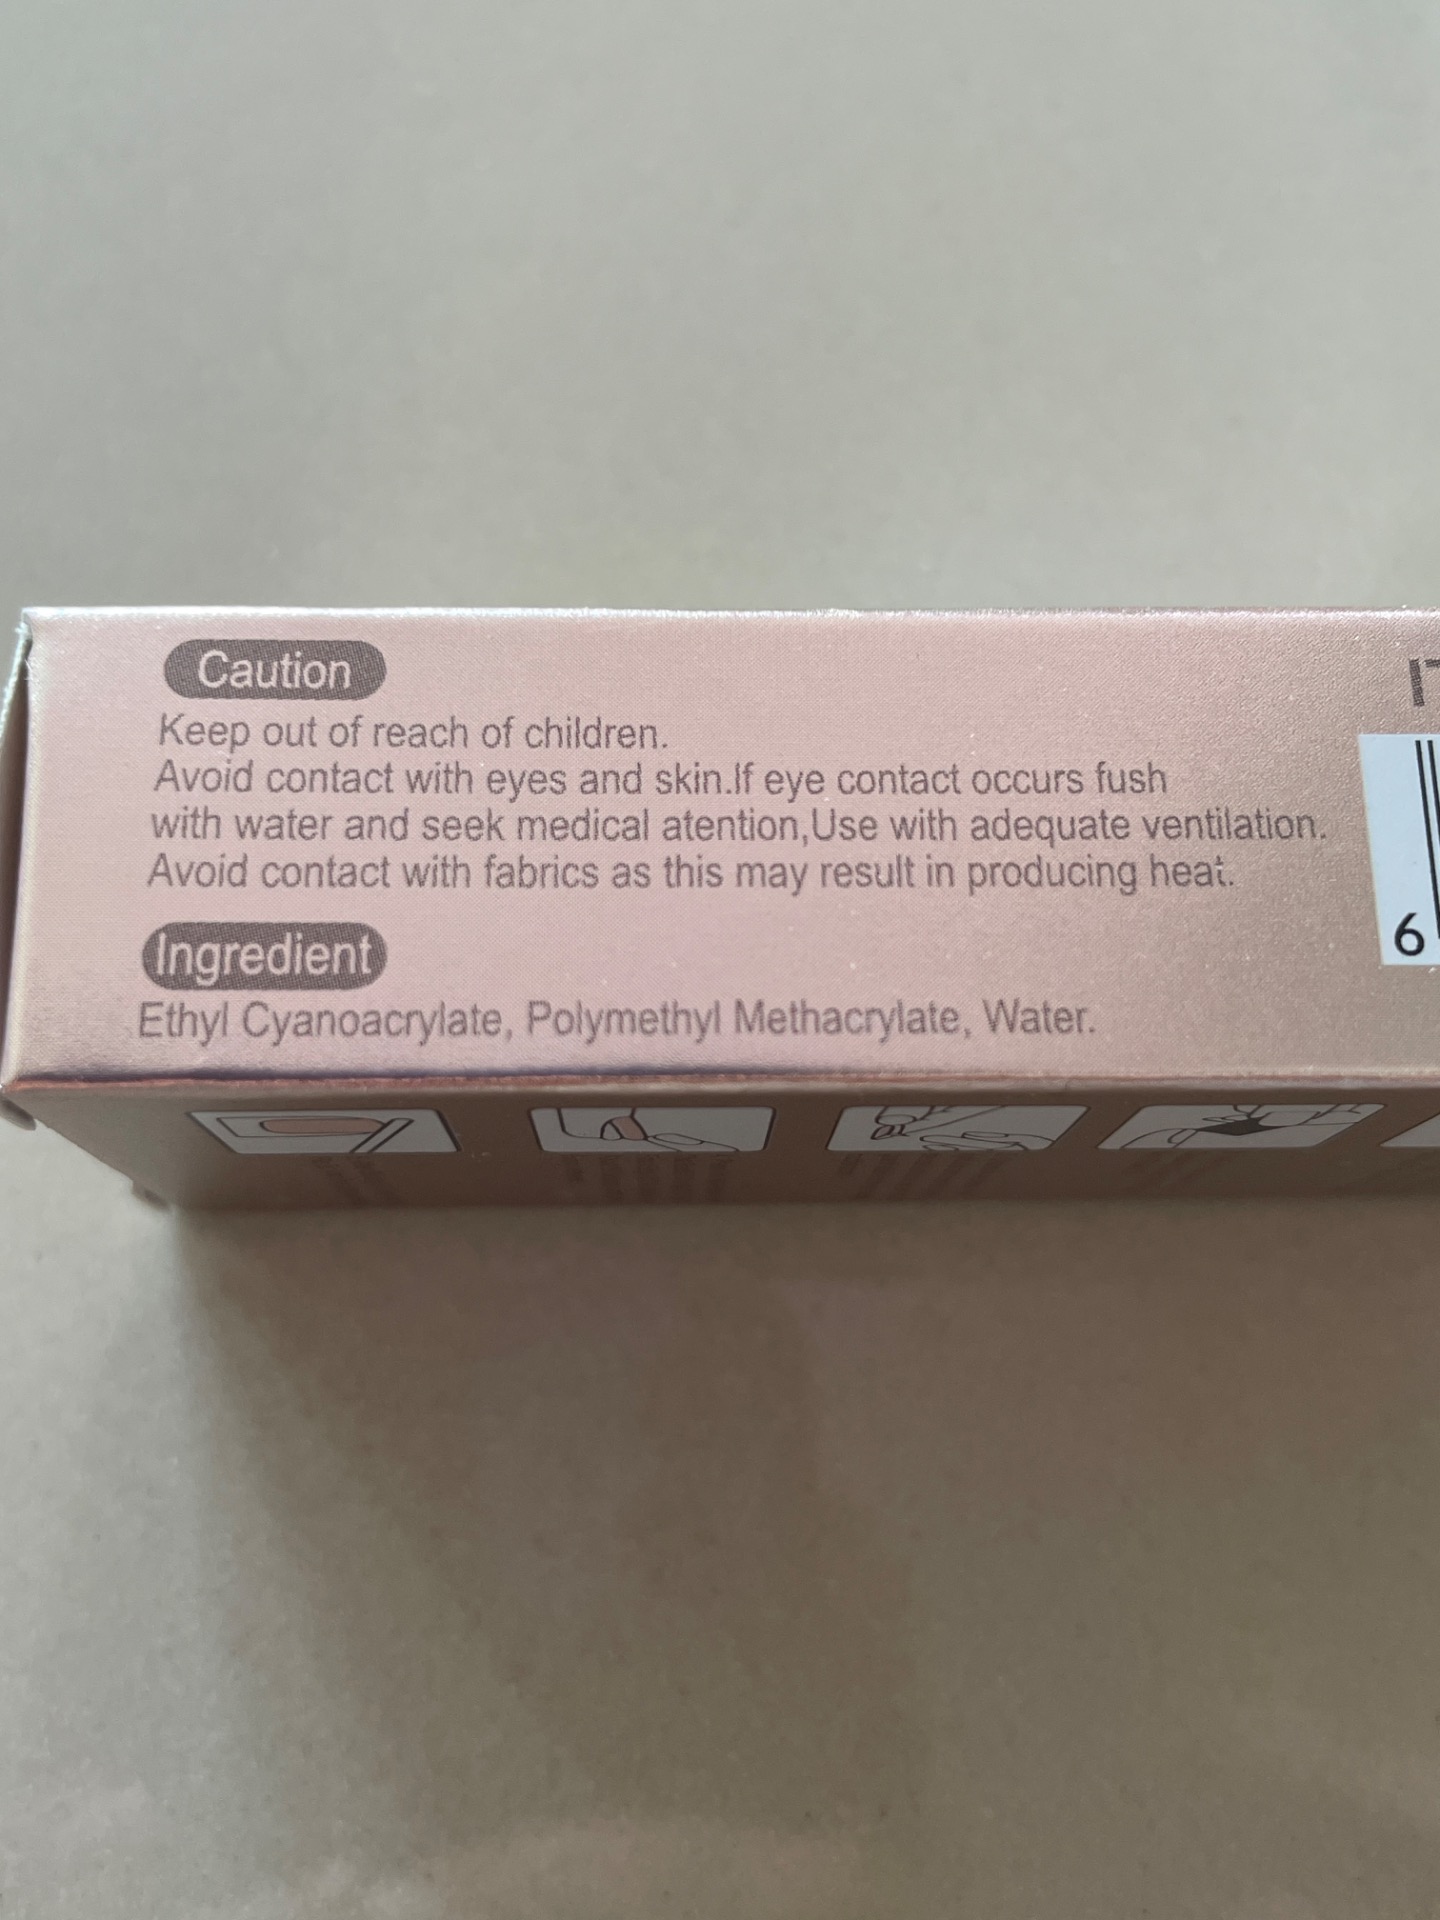 Caution
Keep out of reach of children.
Avoid contact with eyes and skin.If eye contact occurs fush
with water and seek medical atention,Use with adequate ventilation.
Avoid contact with fabrics as this may result in producing heat.
Ingredient
Ethyl Cyanoacrylate, Polymethyl Methacrylate, Water.
6